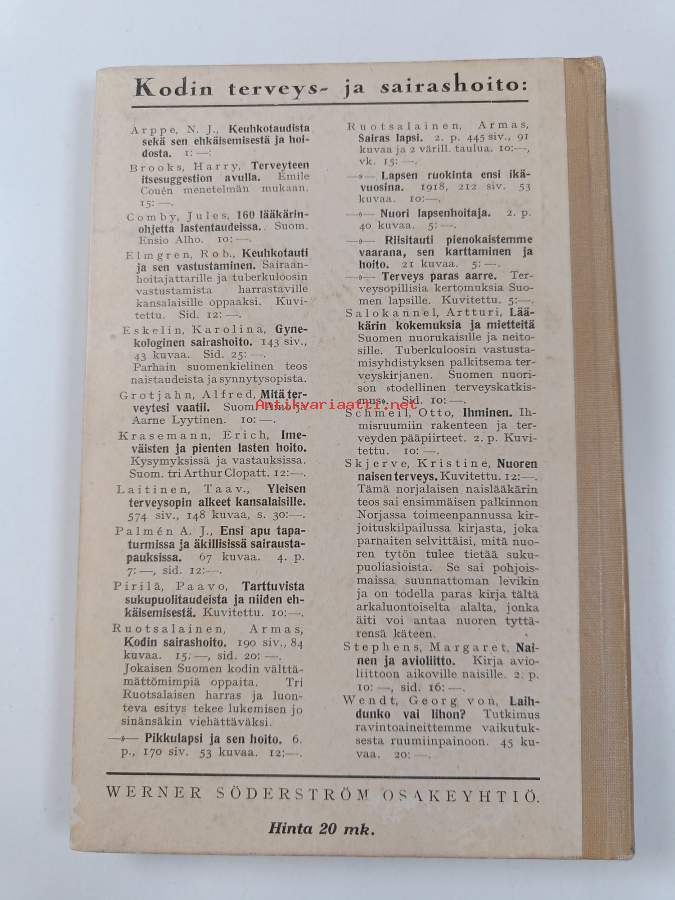 Kodin terveys- ja sairashoito:
Arppe, N. J., Keuhkotaudista
sekä sen ehkäisemisestä ja hoi-
dosta. 1: —.
Brooks, Harry, Terveyteen
itsesuggestion avulla. Emile
Couén menetelmän mukaan.
15: —.
Comby, Jules, 160 lääkärin-
ohjetta lastentaudeissa. Suom.
Ensio Alho. 10: —.
Elmgren, Rob., Keuhkotauti
ja sen vastustaminen. Sairaan-
hoitajattarille ja tuberkuloosin
vastustamista harrastaville
kansalaisille oppaaksi. Kuvi-
tettu. Sid. 12: —.
Eskelin, Karolina, Gyne-
kologinen sairashoito. 143 siv.,
43 kuvaa. Sid. 25: —.
Parhain suomenkielinen teos
naistaudeista ja synnytysopista.
Grotjahn, Alfred, Mitä ter-
veytesi vaatii. Suom. Aino ja
Aarne Lyytinen. 10: —.
Krasemann, Erich, Ime-
väisten ja pienten lasten hoito.
Kysymyksissä ja vastauksissa.
Suom. tri Arthur Clopatt. 12: —.
Laitinen, Taav., Yleisen
terveysopin alkeet kansalaisille.
574 siv., 148 kuvaa, s. 30: —.
Palmén A. J., Ensi apu tapa-
turmissa ja äkillisissä sairausta-
pauksissa. 67 kuvaa. 4. p.
7: —, sid. 12: —.
Pirilä, Paavo, Tarttuvista
sukupuolitaudeista ja niiden eh-
käisemisestä. Kuvitettu. 10: —.
Ruotsalainen, Armas,
Kodin sairashoito. 190 siv., 84
kuvaa. 15: —, sid. 20: —.
Jokaisen Suomen kodin välttä-
mättömimpiä oppaita. Tri
Ruotsalaisen harras ja luon-
teva esitys tekee lukemisen jo
sinänsäkin viehättäväksi.
—»— Pikkulapsi ja sen hoito. 6.
p., 170 siv. 53 kuvaa. 12: —.
Ruotsalainen, Armas,
Sairas lapsi. 2. p. 445 siv., 91
kuvaa ja 2 värill. taulua. 10: —,
vk. 15: —.
—»— Lapsen ruokinta ensi ikä-
vuosina. 1918, 212 siv. 53
kuvaa. 10: —.
—»— Nuori lapsenhoitaja. 2. p.
40 kuvaa. 5: —.
—»— Riisitauti pienokaistemme
vaarana, sen karttaminen ja
hoito. 21 kuvaa. 5: —.
—»— Terveys paras aarre. Ter-
veysopillisia kertomuksia Suo-
men lapsille. Kuvitettu. 5: —.
Salokannel, Artturi, Lää-
kärin kokemuksia ja mietteitä
Suomen nuorukaisille ja neito-
sille. Tuberkuloosin vastusta-
misyhdistyksen palkitsema ter-
veyskirjanen. Suomen nuori-
son »todellinen terveyskatkis-
mus». Sid. 10: —.
Schmeil, Otto, Ihminen. Ih-
misruumiin rakenteen ja ter-
veyden pääpiirteet. 2. p. Kuvi-
tettu. 10: —.
Skjerve, Kristine, Nuoren
naisen terveys. Kuvitettu. 12: —.
Tämä norjalaisen naislääkärin
teos sai ensimmäisen palkinnon
Norjassa toimeenpannussa kir-
joituskilpailussa kirjasta, joka
parhaiten selvittäisi, mitä nuo-
ren tytön tulee tietää suku-
puoliasioista. Se sai pohjois-
maissa suunnattoman levikin
ja on todella paras kirja tältä
arkaluontoiselta alalta, jonka
äiti voi antaa nuoren tyttä-
rensä käteen.
Stephens, Margaret, Nai-
nen ja avioliitto. Kirja avio-
liittoon aikoville naisille. 2. p.
10: —, sid. 16: —.
Wendt, Georg von, Laih-
dunko vai lihon? Tutkimus
ravintoaineittemme vaikutuk-
sesta ruumiinpainoon. 45 ku-
vaa. 20: —.
Antikvariaatti.net
WERNER SÖDERSTRÖM OSAKEYHTIÖ.
Hinta 20 mk.